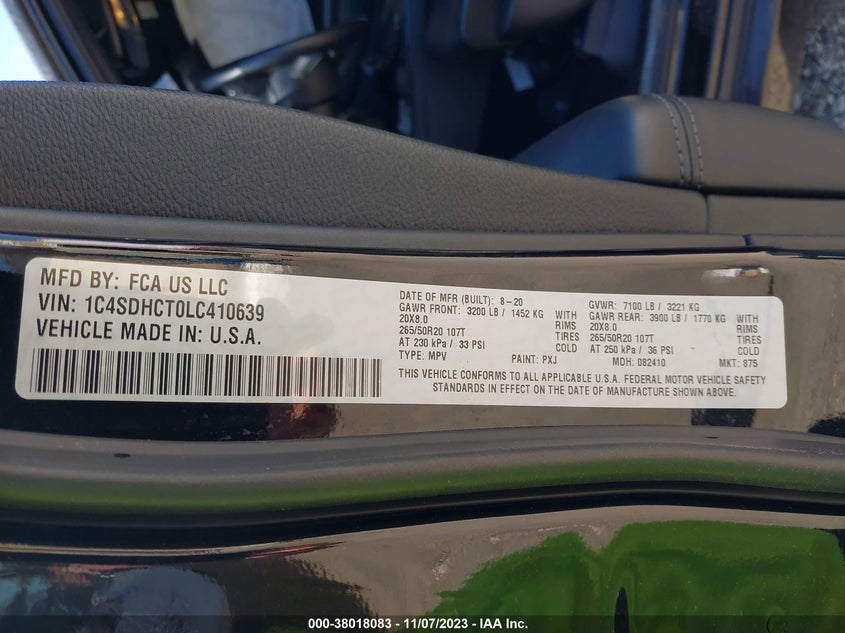 MFD BY: FCA US LLC
VIN: 1C4SDHCT0LC410639
VEHICLE MADE IN: U.S.A.
DATE OF MFR (BUILT): 8-20
GAWR FRONT: 3200 LB / 1452 KG WITH
20X8.0 RIMS
265/50R20 107T TIRES
AT 230 kPa / 33 PSI COLD
TYPE: MPV PAINT: PXJ
GVWR: 7100 LB / 3221 KG
GAWR REAR: 3900 LB / 1770 KG WITH
20X8.0 RIMS
265/50R20 107T TIRES
AT 250 kPa / 36 PSI COLD
MDH: 082410 MKT: 875
THIS VEHICLE CONFORMS TO ALL APPLICABLE U.S.A. FEDERAL MOTOR VEHICLE SAFETY
STANDARDS IN EFFECT ON THE DATE OF MANUFACTURE SHOWN ABOVE.
000-38018083 - 11/07/2023 - IAA Inc.